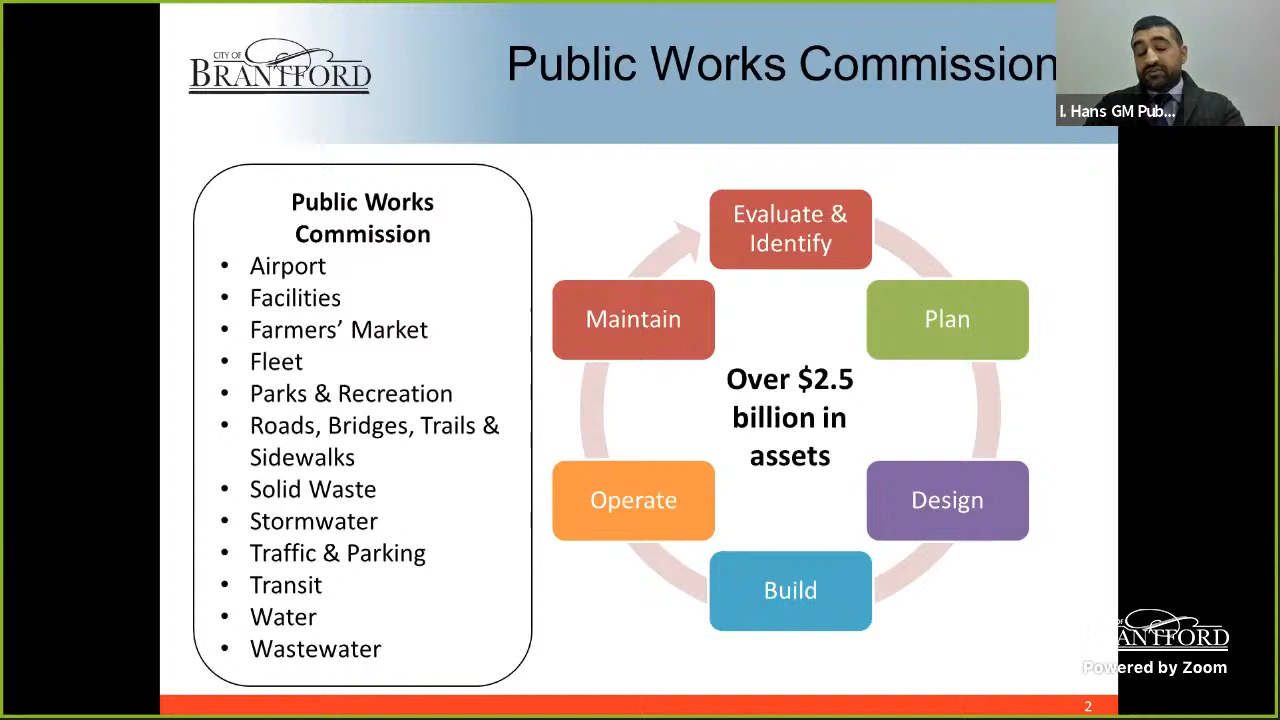 CITY OF
BRANTFORD
Public Works Commission
I. Hans GM Pub...
Public Works
Commission
• Airport
• Facilities
• Farmers’ Market
• Fleet
• Parks & Recreation
• Roads, Bridges, Trails &
Sidewalks
• Solid Waste
• Stormwater
• Traffic & Parking
• Transit
• Water
• Wastewater
Evaluate &
Identify
Plan
Design
Build
Operate
Maintain
Over $2.5
billion in
assets
OF
RANTFORD
Powered by Zoom
2